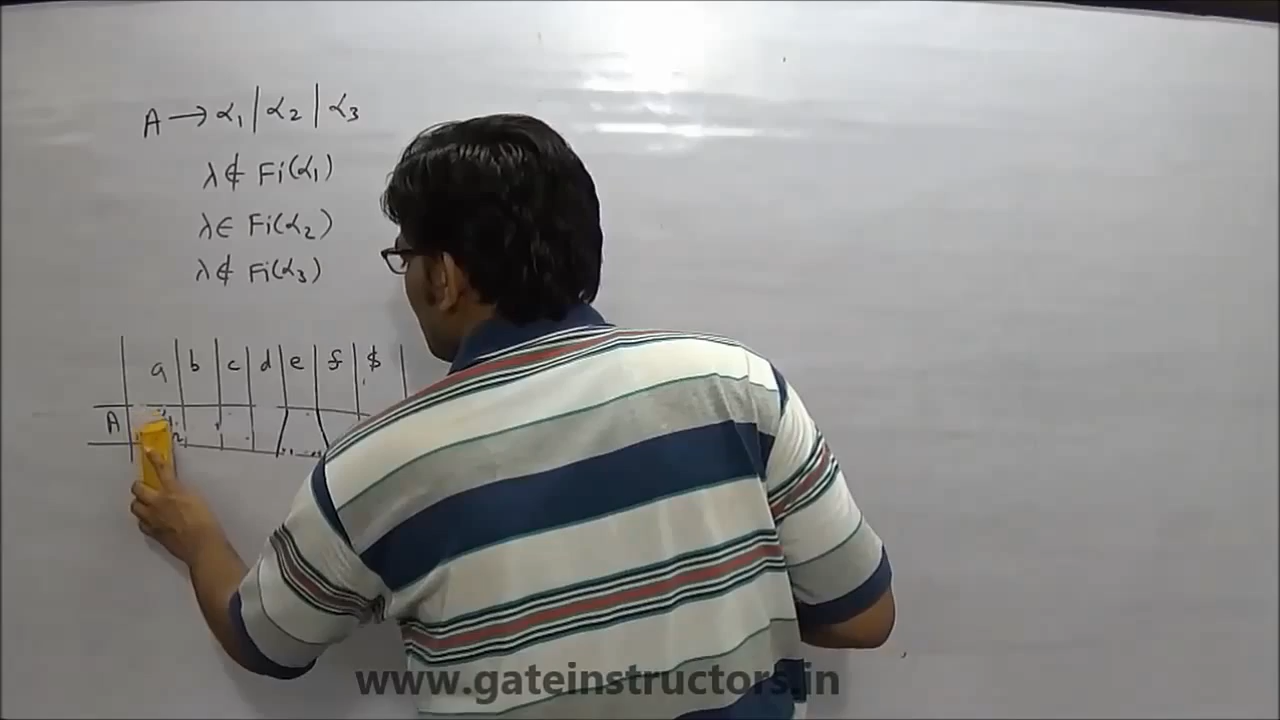 A → α₁ | α₂ | α₃
λ ∉ Fi(α₁)
λ ∈ Fi(α₂)
λ ∉ Fi(α₃)
a b c d e f $
A
www.gateinstructors.in